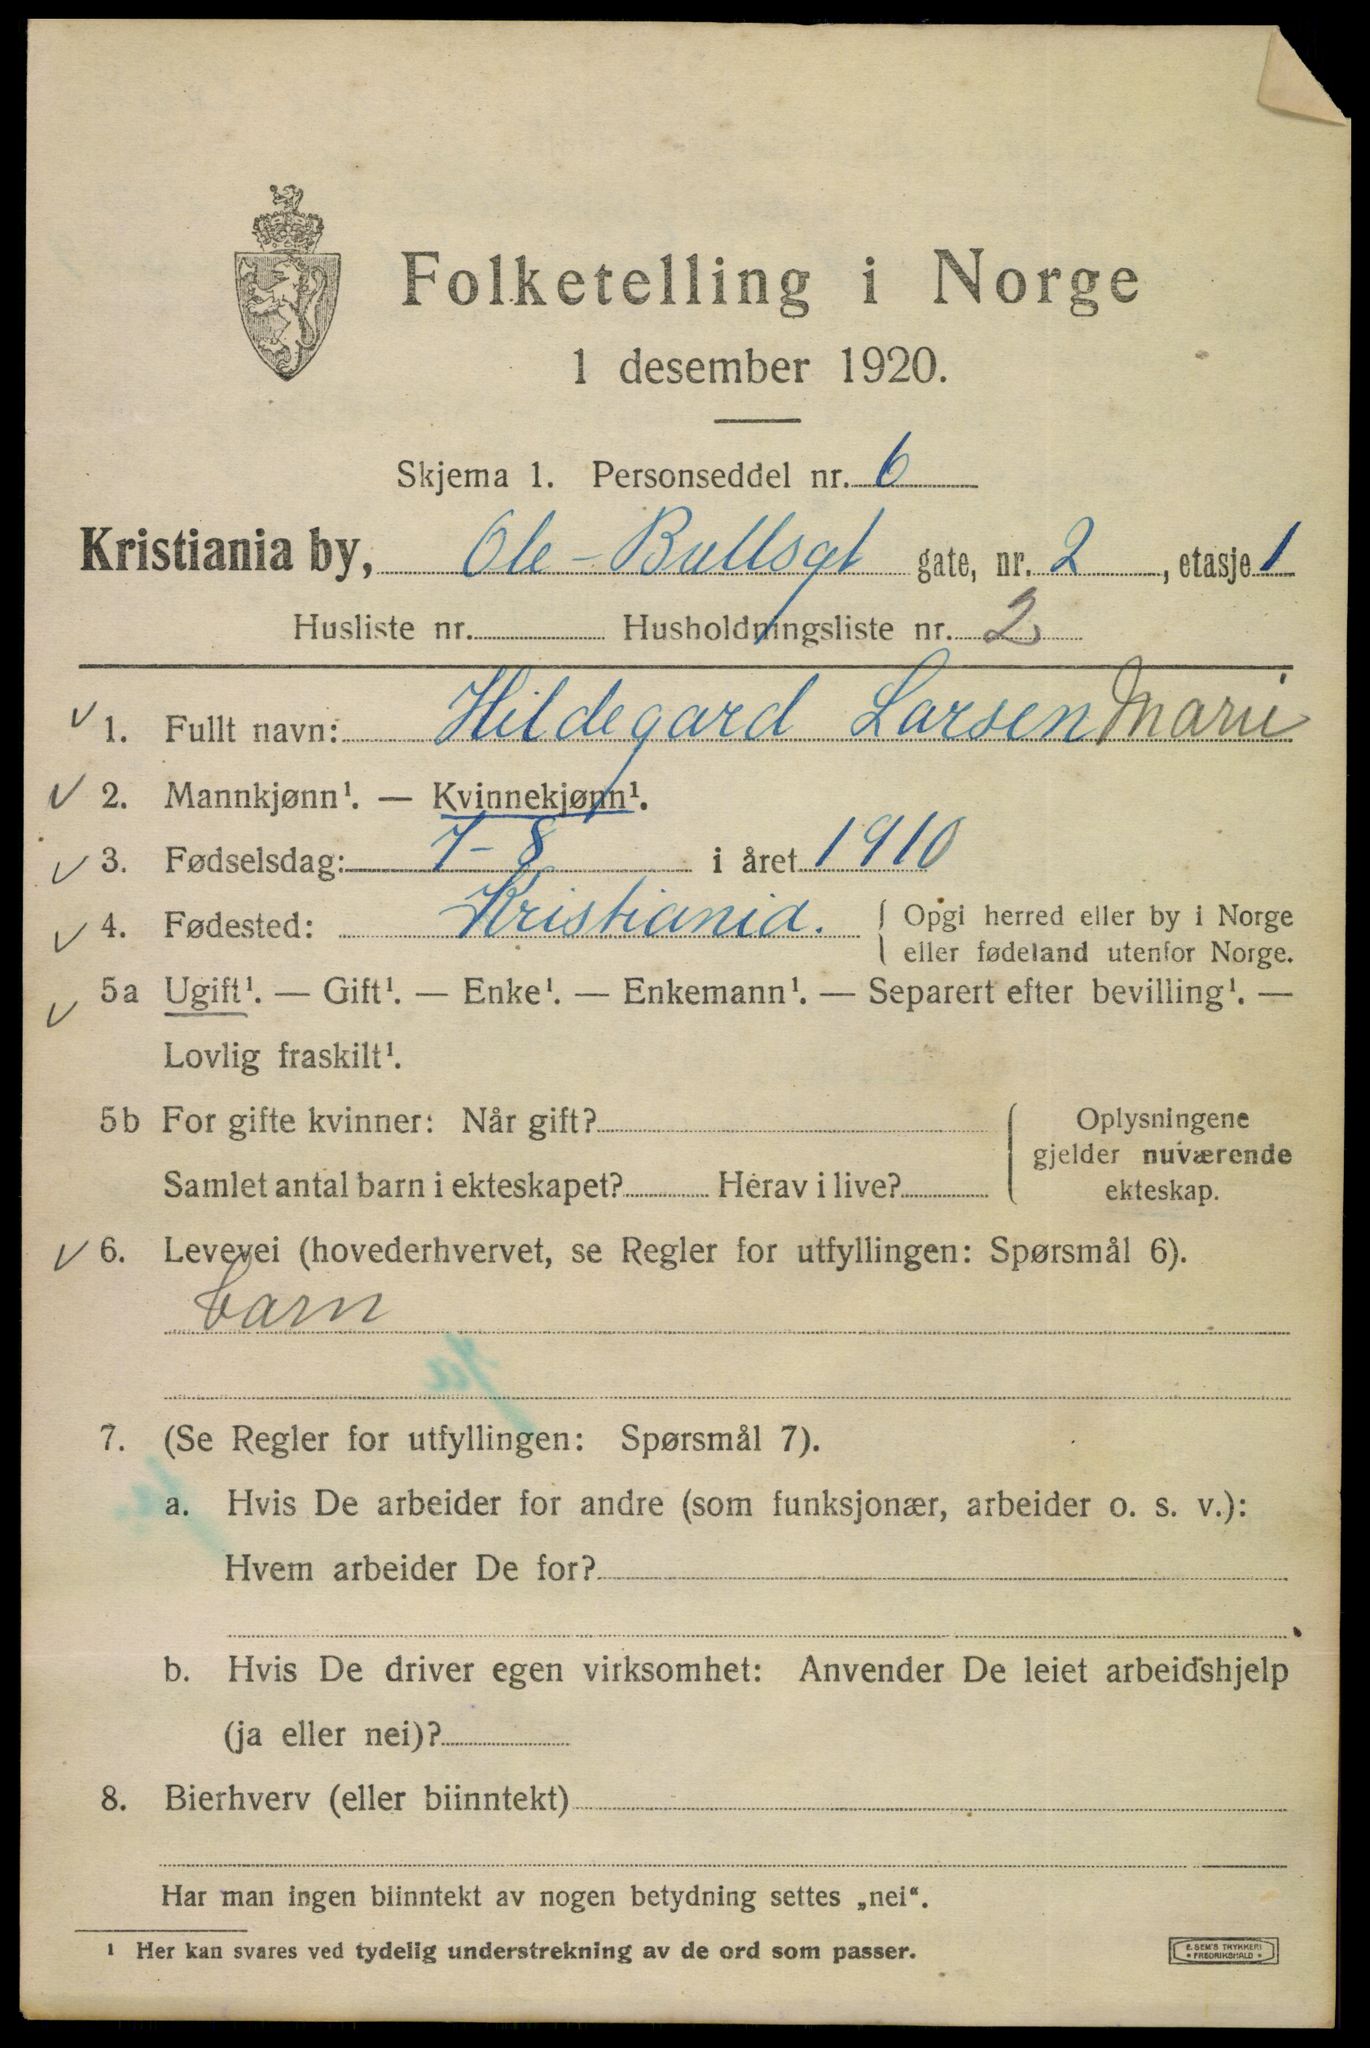 Folketelling i Norge
1 desember 1920.
Skjema 1. Personseddel nr. 6
Kristiania by, Ole-Bullsgt gate, nr. 2, etasje 1
Husliste nr. Husholdningsliste nr. 2
1. Fullt navn: Hildegard Larsen Marie
2. Mannkjønn¹. — Kvinnekjønn¹.
3. Fødselsdag: 7-8 i året 1910
4. Fødested: Kristiania. { Opgi herred eller by i Norge
eller fødeland utenfor Norge.
5a Ugift¹. — Gift¹. — Enke¹. — Enkemann¹. — Separert efter bevilling¹. —
Lovlig fraskilt¹.
5b For gifte kvinner: Når gift? Oplysningene
gjelder nuværende
Samlet antal barn i ekteskapet? Herav i live? ekteskap.
6. Levevei (hovederhvervet, se Regler for utfyllingen: Spørsmål 6).
barn
7. (Se Regler for utfyllingen: Spørsmål 7).
a. Hvis De arbeider for andre (som funksjonær, arbeider o. s. v.):
Hvem arbeider De for?
b. Hvis De driver egen virksomhet: Anvender De leiet arbeidshjelp
(ja eller nei)?
8. Bierhverv (eller biinntekt)
Har man ingen biinntekt av nogen betydning settes „nei“.
¹ Her kan svares ved tydelig understrekning av de ord som passer.
E. SEM'S TRYKKERI
* FREDRIKSHALD *